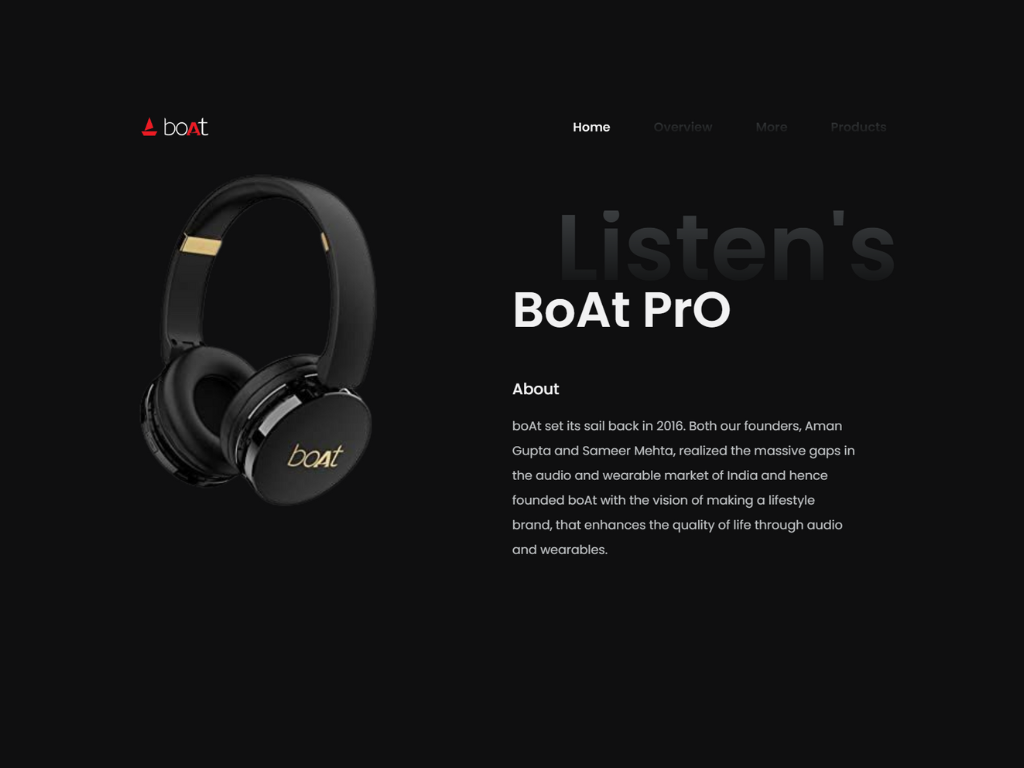 boAt
Home Overview More Products
Listen's
BoAt PrO
boAt
About
boAt set its sail back in 2016. Both our founders, Aman
Gupta and Sameer Mehta, realized the massive gaps in
the audio and wearable market of India and hence
founded boAt with the vision of making a lifestyle
brand, that enhances the quality of life through audio
and wearables.